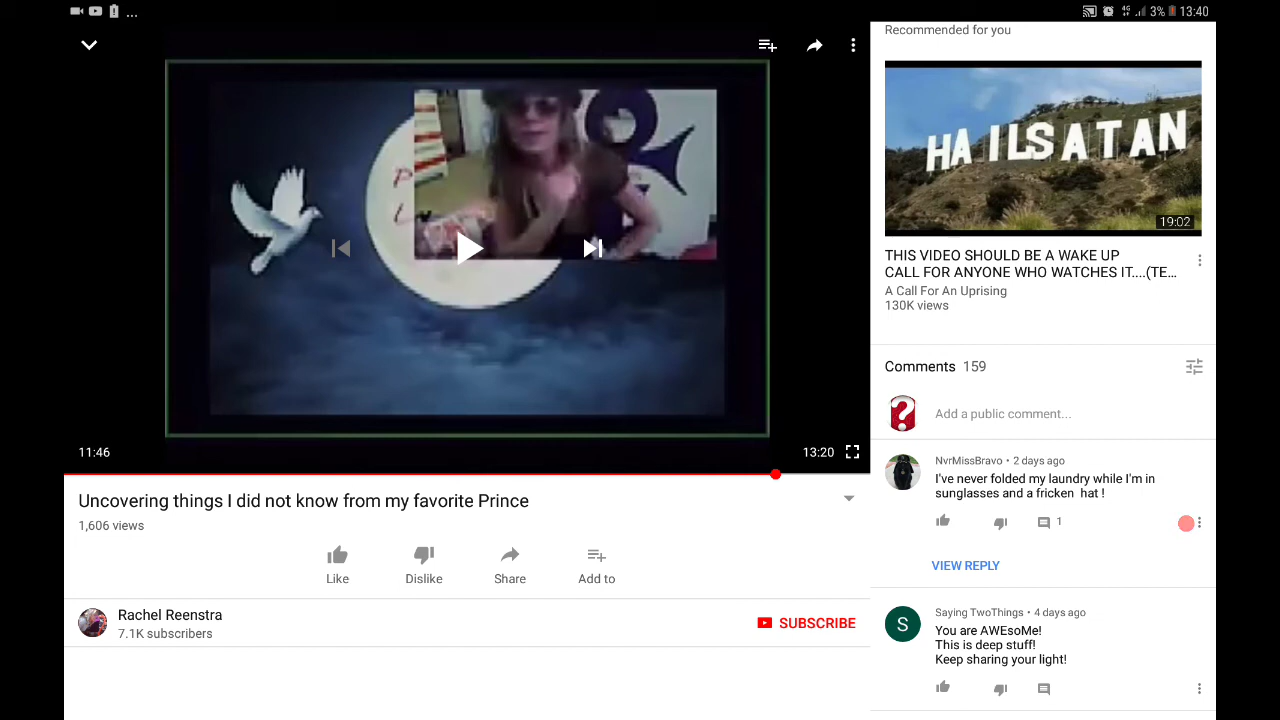 ... 4G 3% 13:40
P
L
11:46
13:20
Uncovering things I did not know from my favorite Prince
1,606 views
Like
Dislike
Share
Add to
Rachel Reenstra
7.1K subscribers
SUBSCRIBE
Recommended for you
HAILSATAN
19:02
THIS VIDEO SHOULD BE A WAKE UP
CALL FOR ANYONE WHO WATCHES IT....(TE...
A Call For An Uprising
130K views
Comments 159
?
Add a public comment...
NvrMissBravo • 2 days ago
I've never folded my laundry while I'm in
sunglasses and a fricken hat !
1
VIEW REPLY
S
Saying TwoThings • 4 days ago
You are AWEsoMe!
This is deep stuff!
Keep sharing your light!